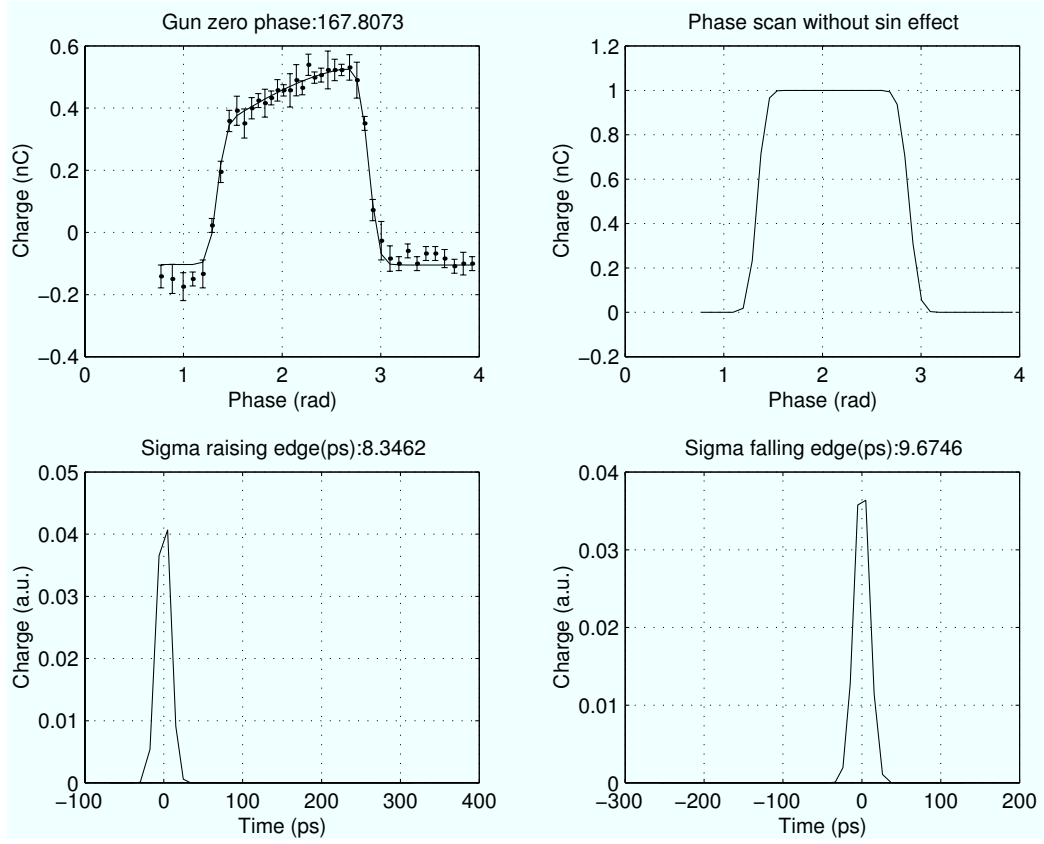 Gun zero phase:167.8073
Charge (nC)
0.6
0.4
0.2
0
−0.2
−0.4
0 1 2 3 4
Phase (rad)
Phase scan without sin effect
Charge (nC)
1.2
1
0.8
0.6
0.4
0.2
0
−0.2
0 1 2 3 4
Phase (rad)
Sigma raising edge(ps):8.3462
Charge (a.u.)
0.05
0.04
0.03
0.02
0.01
0
−100 0 100 200 300 400
Time (ps)
Sigma falling edge(ps):9.6746
Charge (a.u.)
0.04
0.03
0.02
0.01
0
−300 −200 −100 0 100 200
Time (ps)